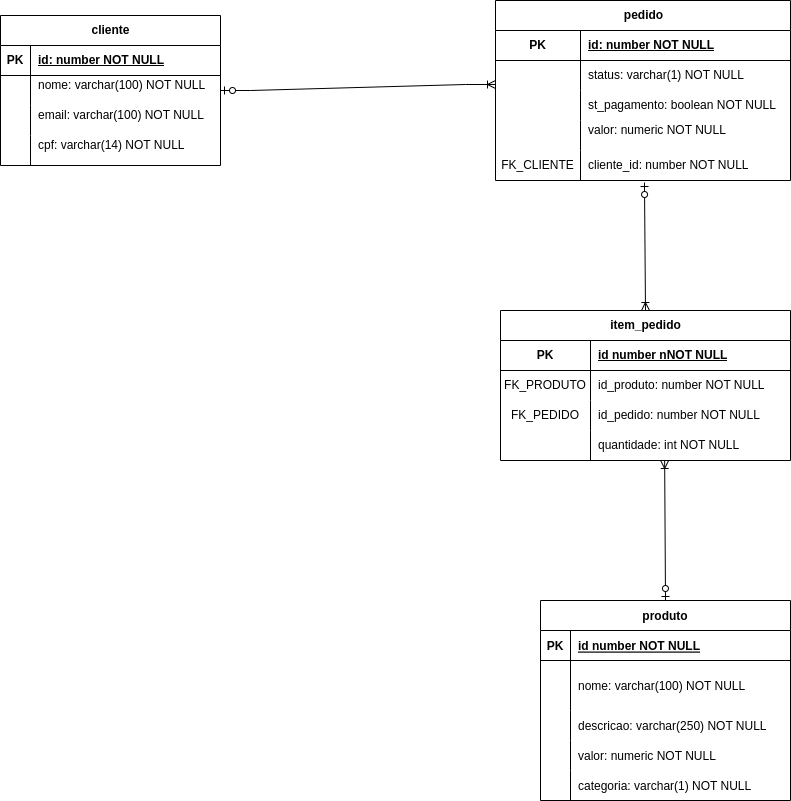 cliente
PK id: number NOT NULL
nome: varchar(100) NOT NULL
email: varchar(100) NOT NULL
cpf: varchar(14) NOT NULL
pedido
PK id: number NOT NULL
status: varchar(1) NOT NULL
st_pagamento: boolean NOT NULL
valor: numeric NOT NULL
FK_CLIENTE cliente_id: number NOT NULL
item_pedido
PK id number nNOT NULL
FK_PRODUTO id_produto: number NOT NULL
FK_PEDIDO id_pedido: number NOT NULL
quantidade: int NOT NULL
produto
PK id number NOT NULL
nome: varchar(100) NOT NULL
descricao: varchar(250) NOT NULL
valor: numeric NOT NULL
categoria: varchar(1) NOT NULL